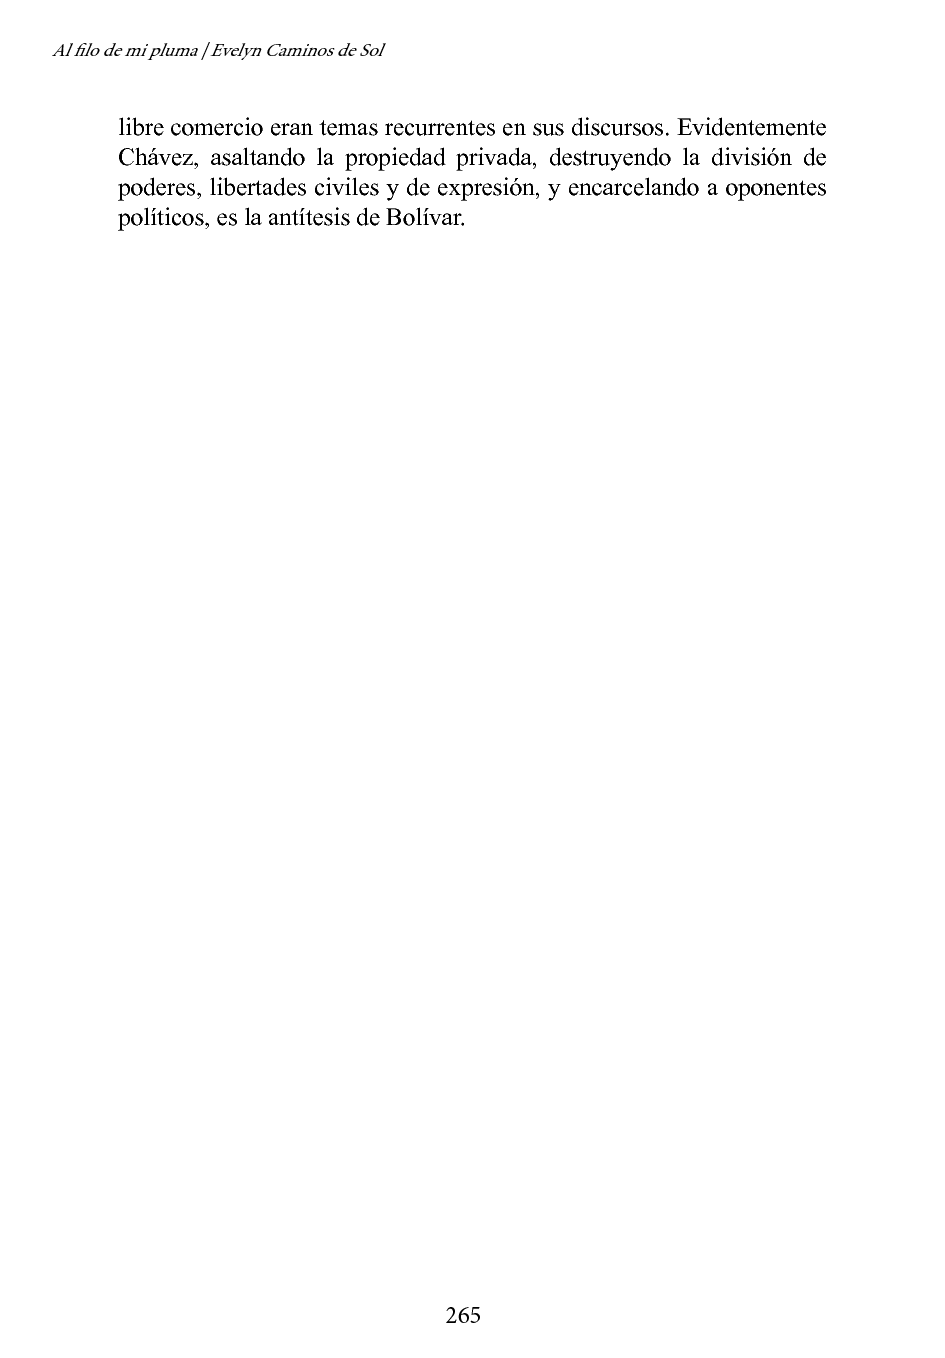 Al filo de mi pluma / Evelyn Caminos de Sol
libre comercio eran temas recurrentes en sus discursos. Evidentemente
Chávez, asaltando la propiedad privada, destruyendo la división de
poderes, libertades civiles y de expresión, y encarcelando a oponentes
políticos, es la antítesis de Bolívar.
265